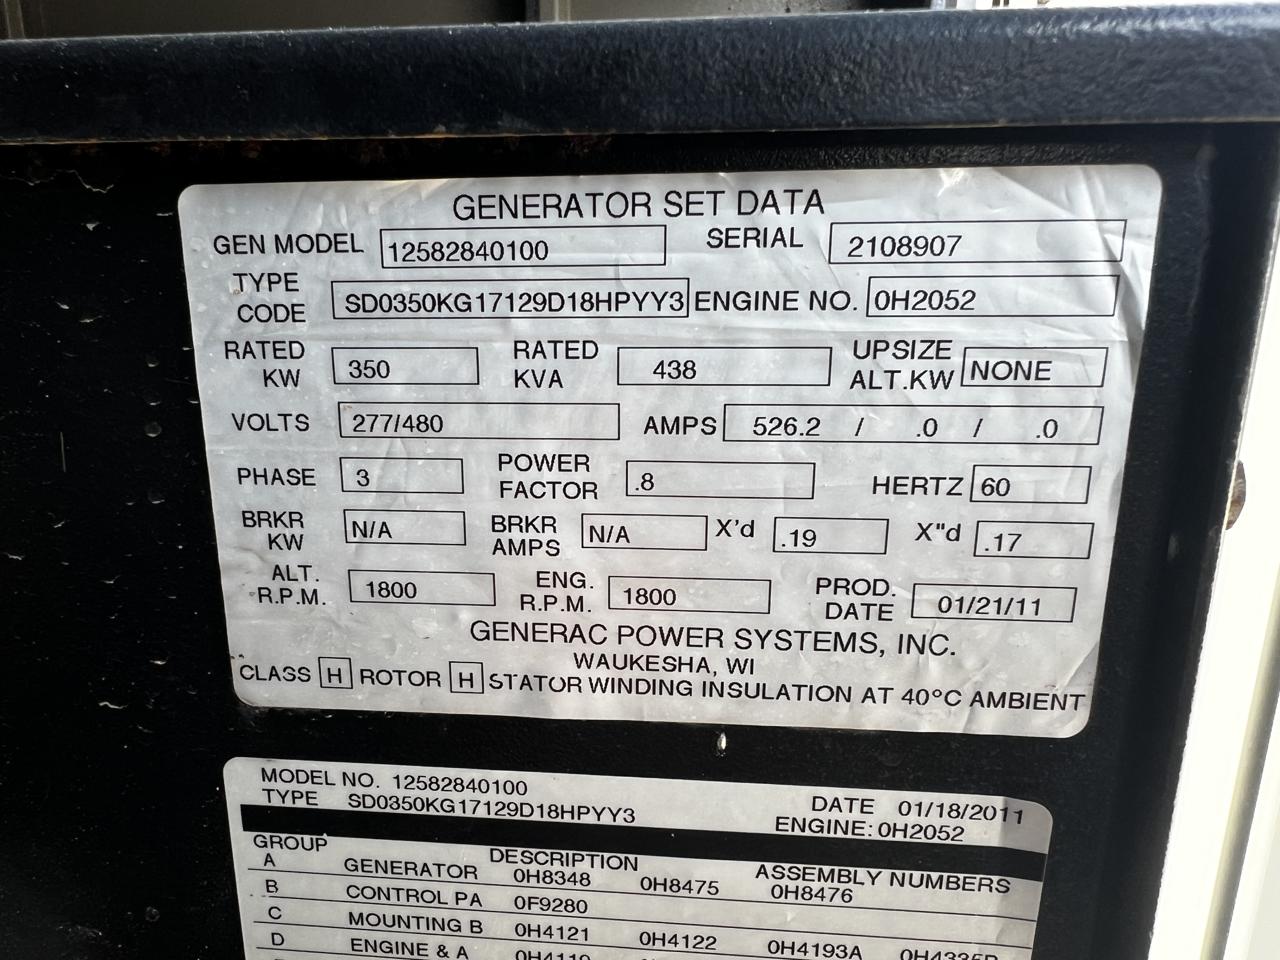 GENERATOR SET DATA
GEN MODEL 12582840100 SERIAL 2108907
TYPE CODE SD0350KG17129D18HPYY3 ENGINE NO. 0H2052
RATED KW 350 RATED KVA 438 UPSIZE ALT.KW NONE
VOLTS 277/480 AMPS 526.2 / .0 / .0
PHASE 3 POWER FACTOR .8 HERTZ 60
BRKR KW N/A BRKR AMPS N/A X'd .19 X"d .17
ALT. R.P.M. 1800 ENG. R.P.M. 1800 PROD. DATE 01/21/11
GENERAC POWER SYSTEMS, INC.
WAUKESHA, WI
CLASS H ROTOR H STATOR WINDING INSULATION AT 40°C AMBIENT
MODEL NO. 12582840100 DATE 01/18/2011
TYPE SD0350KG17129D18HPYY3 ENGINE: 0H2052
GROUP DESCRIPTION ASSEMBLY NUMBERS
A GENERATOR 0H8348 0H8475 0H8476
B CONTROL PA 0F9280
C MOUNTING B 0H4121 0H4122 0H4193A
D ENGINE & A 0H4119